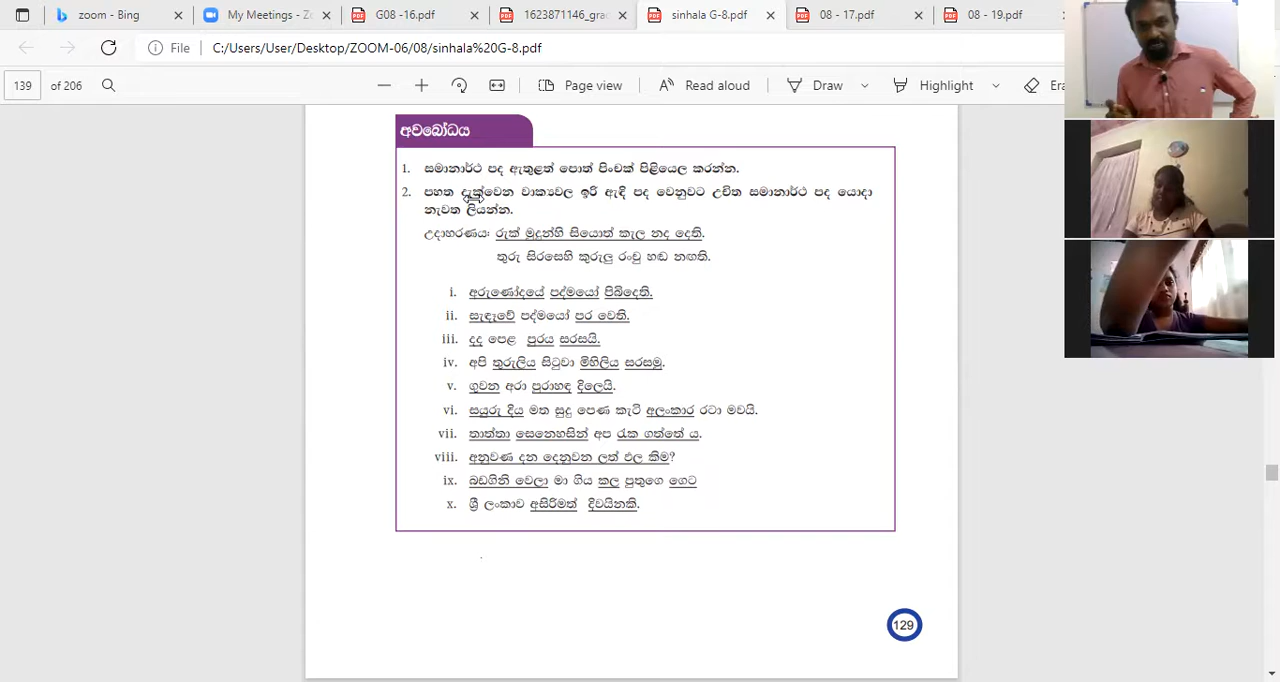 zoom - Bing
My Meetings - Zo
G08 -16.pdf
1623871146_grac
sinhala G-8.pdf
08 - 17.pdf
08 - 19.pdf
File
C:/Users/User/Desktop/ZOOM-06/08/sinhala%20G-8.pdf
139 of 206
Page view
Read aloud
Draw
Highlight
Era
අවබෝධය
1. සමානාර්ථ පද ඇතුළත් පොත් පිංචක් පිළියෙල කරන්න.
2. පහත දැක්වෙන වාක්‍යවල ඉරි ඇඳි පද වෙනුවට උචිත සමානාර්ථ පද යොදා
නැවත ලියන්න.
උදාහරණය: රුක් මුදුන්හි සියොත් කැල නද දෙති.
තුරු සිරසෙහි කුරුලු රංචු හඬ නඟති.
i. අරුණෝදයේ පද්මයෝ පිබිදෙති.
ii. සැඳෑවේ පද්මයෝ පර වෙති.
iii. දද පෙළ පුරය සරසයි.
iv. අපි තුරුලිය සිටුවා මිහිලිය සරසමු.
v. ගුවන අරා පුරාහඳ දිලෙයි.
vi. සයුරු දිය මත සුදු පෙණ කැටි අලංකාර රටා මවයි.
vii. තාත්තා සෙනෙහසින් අප රැක ගත්තේ ය.
viii. අනුවණ දන දෙනුවන ලත් ඵල කිම?
ix. බඩගිනි වෙලා මා ගිය කල පුතුගෙ ගෙට
x. ශ්‍රී ලංකාව අසිරිමත් දිවයිනකි.
129